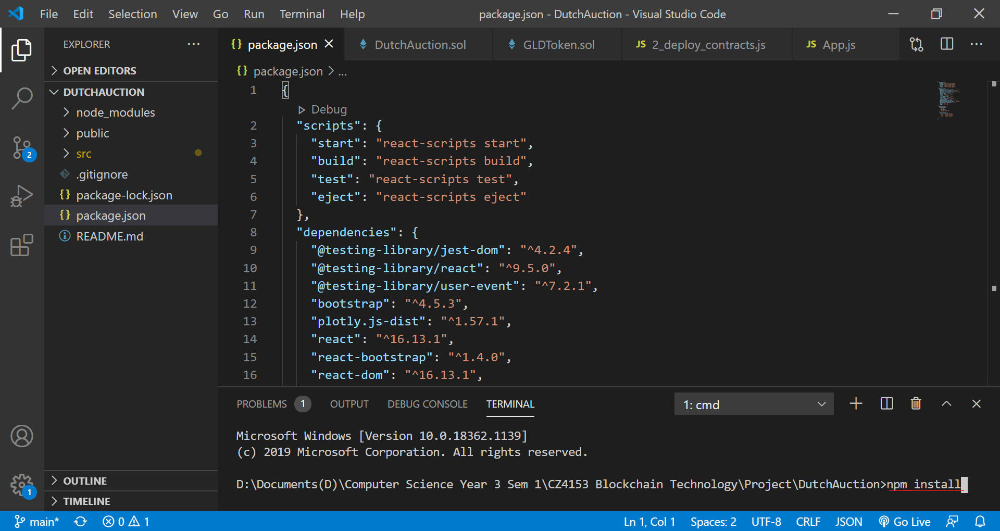 File Edit Selection View Go Run Terminal Help package.json - DutchAuction - Visual Studio Code
EXPLORER
OPEN EDITORS
DUTCHAUCTION
node_modules
public
src
.gitignore
package-lock.json
package.json
README.md
OUTLINE
TIMELINE
2
1
{} package.json DutchAuction.sol GLDToken.sol JS 2_deploy_contracts.js JS App.js
{} package.json > ...
1 {
Debug
2 "scripts": {
3 "start": "react-scripts start",
4 "build": "react-scripts build",
5 "test": "react-scripts test",
6 "eject": "react-scripts eject"
7 },
8 "dependencies": {
9 "@testing-library/jest-dom": "^4.2.4",
10 "@testing-library/react": "^9.5.0",
11 "@testing-library/user-event": "^7.2.1",
12 "bootstrap": "^4.5.3",
13 "plotly.js-dist": "^1.57.1",
14 "react": "^16.13.1",
15 "react-bootstrap": "^1.4.0",
16 "react-dom": "^16.13.1",
PROBLEMS 1 OUTPUT DEBUG CONSOLE TERMINAL 1: cmd
Microsoft Windows [Version 10.0.18362.1139]
(c) 2019 Microsoft Corporation. All rights reserved.
D:\Documents(D)\Computer Science Year 3 Sem 1\CZ4153 Blockchain Technology\Project\DutchAuction>npm install
main* 0 1 Ln 1, Col 1 Spaces: 2 UTF-8 CRLF JSON Go Live